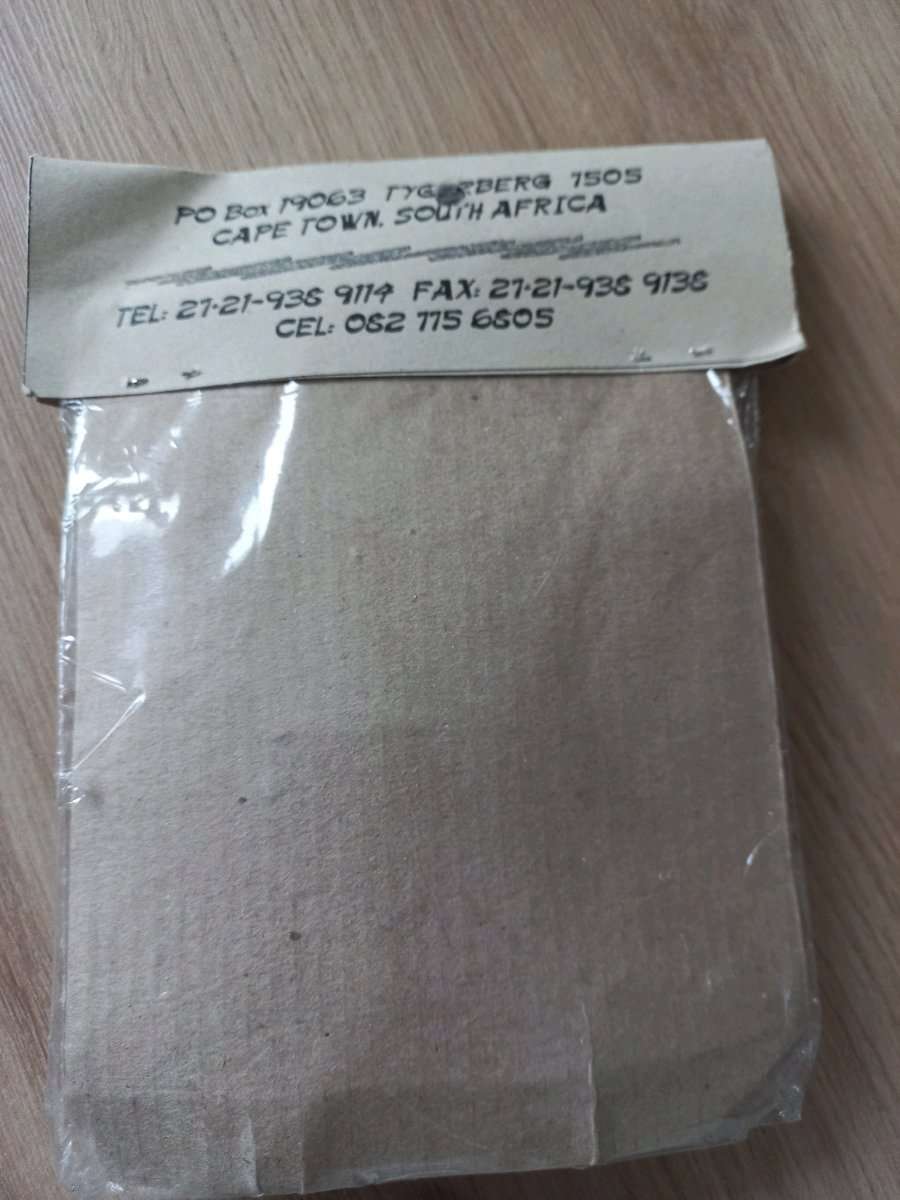 PO Box 19063 TYGERBERG 7505
CAPE TOWN, SOUTH AFRICA
TEL: 27·21-938 9114 FAX: 27·21-938 9138
CEL: 082 775 6805